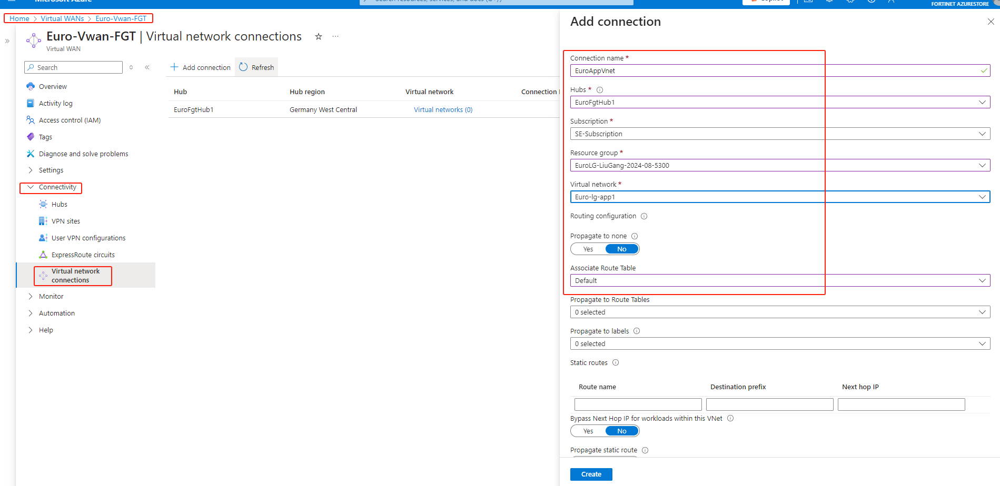 Microsoft Azure
Search resources, services, and docs (G+/)
Copilot
FORTINET AZURESTORE
Home > Virtual WANs > Euro-Vwan-FGT
Euro-Vwan-FGT | Virtual network connections
Virtual WAN
Search
Overview
Activity log
Access control (IAM)
Tags
Diagnose and solve problems
Settings
Connectivity
Hubs
VPN sites
User VPN configurations
ExpressRoute circuits
Virtual network
connections
Monitor
Automation
Help
Add connection
Refresh
Hub Hub region Virtual network Connection
EuroFgtHub1 Germany West Central Virtual networks (0)
Add connection
Connection name *
EuroAppVnet
Hubs *
EuroFgtHub1
Subscription *
SE-Subscription
Resource group *
EuroLG-LiuGang-2024-08-5300
Virtual network *
Euro-lg-app1
Routing configuration
Propagate to none
Yes No
Associate Route Table
Default
Propagate to Route Tables
0 selected
Propagate to labels
0 selected
Static routes
Route name Destination prefix Next hop IP
Bypass Next Hop IP for workloads within this VNet
Yes No
Propagate static route
Create